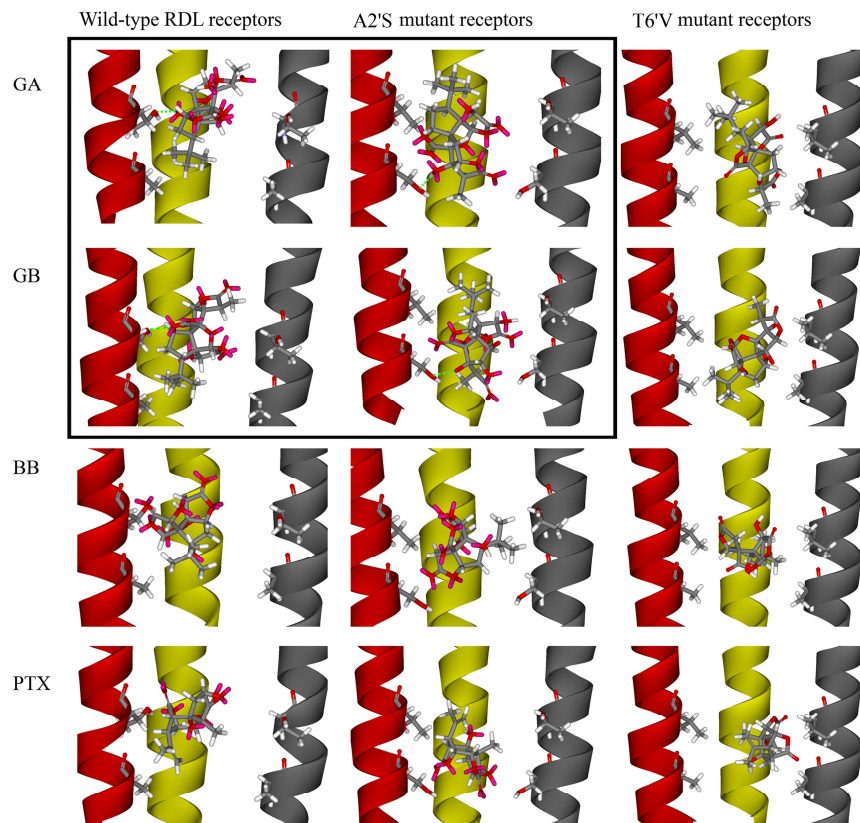 Wild-type RDL receptors A2'S mutant receptors T6'V mutant receptors
GA
GB
BB
PTX